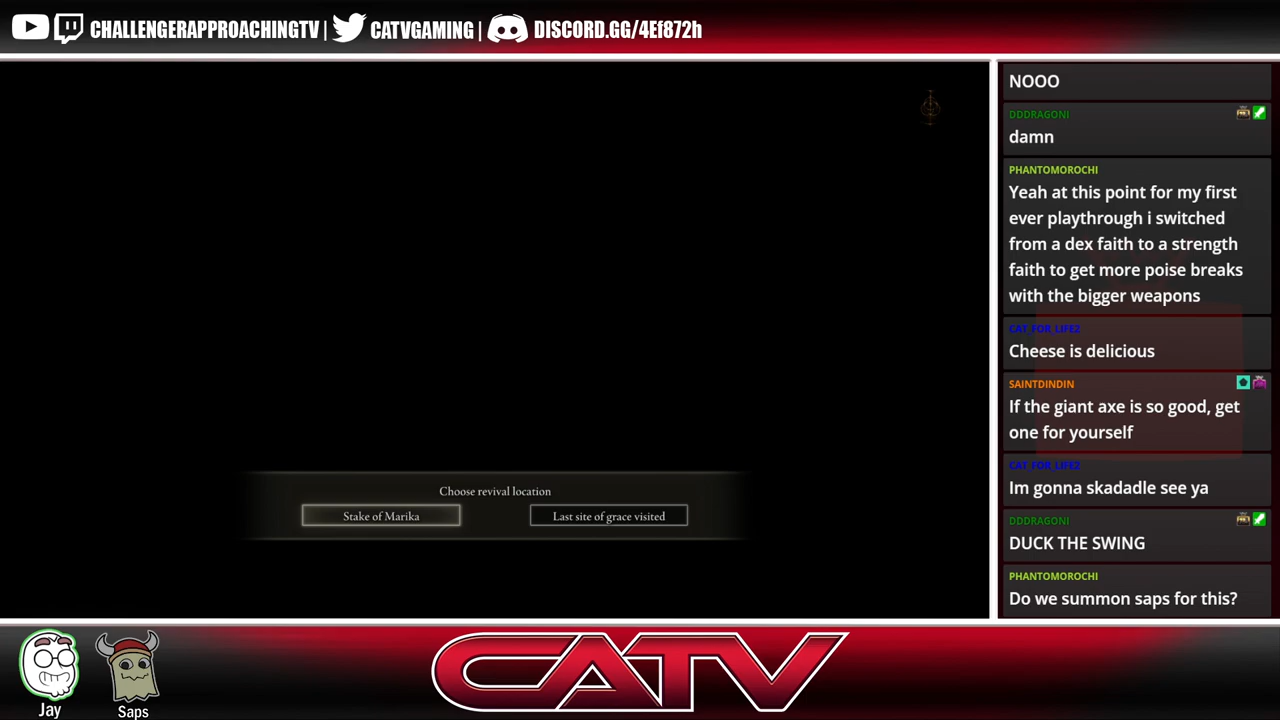 CHALLENGERAPPROACHINGTV | CATVGAMING | DISCORD.GG/4Ef872h
NOOO
DDDRAGONI
damn
PHANTOMOROCHI
Yeah at this point for my first
ever playthrough i switched
from a dex faith to a strength
faith to get more poise breaks
with the bigger weapons
CAT_FOR_LIFE2
Cheese is delicious
SAINTDINDIN
If the giant axe is so good, get
one for yourself
CAT_FOR_LIFE2
Im gonna skadadle see ya
DDDRAGONI
DUCK THE SWING
PHANTOMOROCHI
Do we summon saps for this?
Choose revival location
Stake of Marika
Last site of grace visited
Jay
Saps
CATV